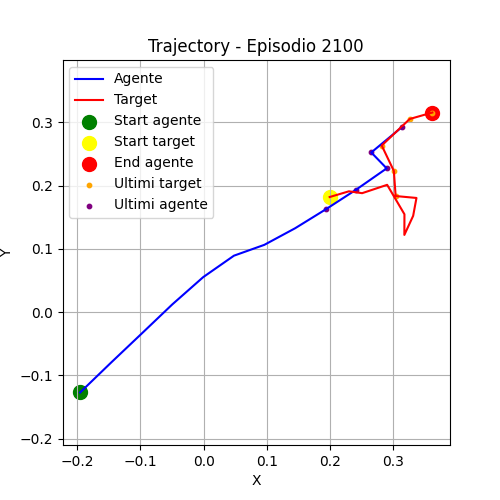 Trajectory - Episodio 2100
Agente
Target
Start agente
Start target
End agente
Ultimi target
Ultimi agente
0.3
0.2
0.1
0.0
−0.1
−0.2
Y
−0.2
−0.1
0.0
0.1
0.2
0.3
X